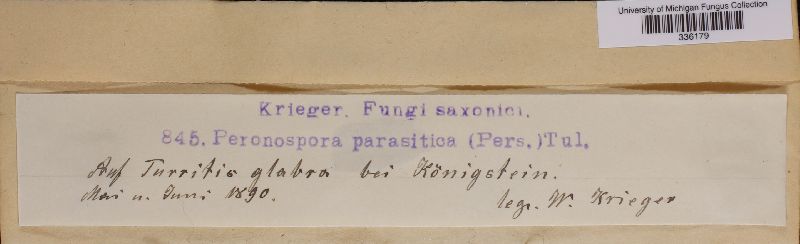 University of Michigan Fungus Collection
336179
Krieger. Fungi saxonici.
845. Peronospora parasitica (Pers.) Tul.
Auf Turritis glabra bei Königstein.
Mai u. Juni 1890.
legr. W. Krieger